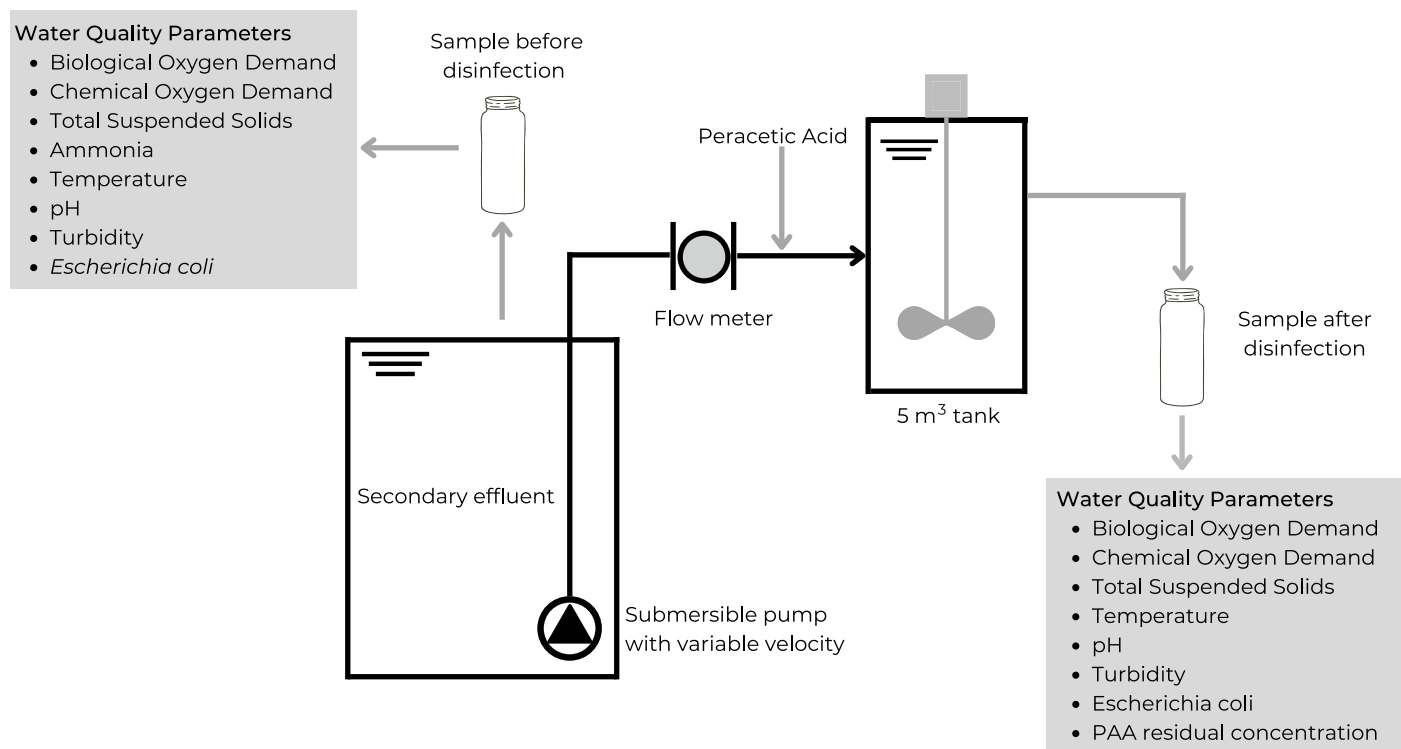 Water Quality Parameters
• Biological Oxygen Demand
• Chemical Oxygen Demand
• Total Suspended Solids
• Ammonia
• Temperature
• pH
• Turbidity
• Escherichia coli
Sample before
disinfection
Peracetic Acid
Flow meter
5 m³ tank
Sample after
disinfection
Secondary effluent
Submersible pump
with variable velocity
Water Quality Parameters
• Biological Oxygen Demand
• Chemical Oxygen Demand
• Total Suspended Solids
• Temperature
• pH
• Turbidity
• Escherichia coli
• PAA residual concentration